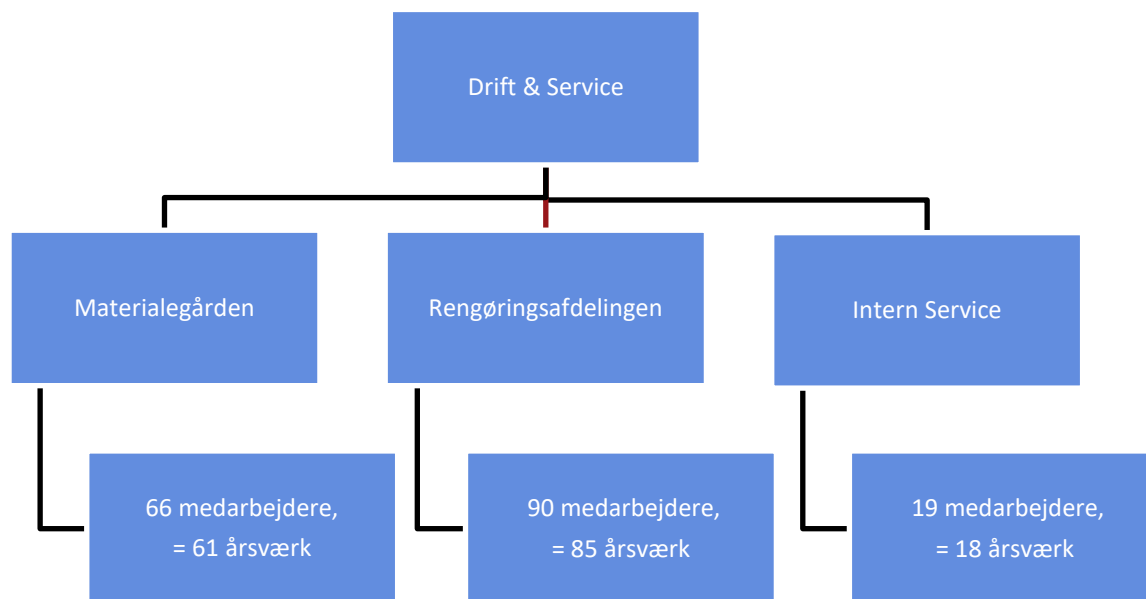 Drift & Service
Materialegården
Rengøringsafdelingen
Intern Service
66 medarbejdere,
= 61 årsværk
90 medarbejdere,
= 85 årsværk
19 medarbejdere,
= 18 årsværk